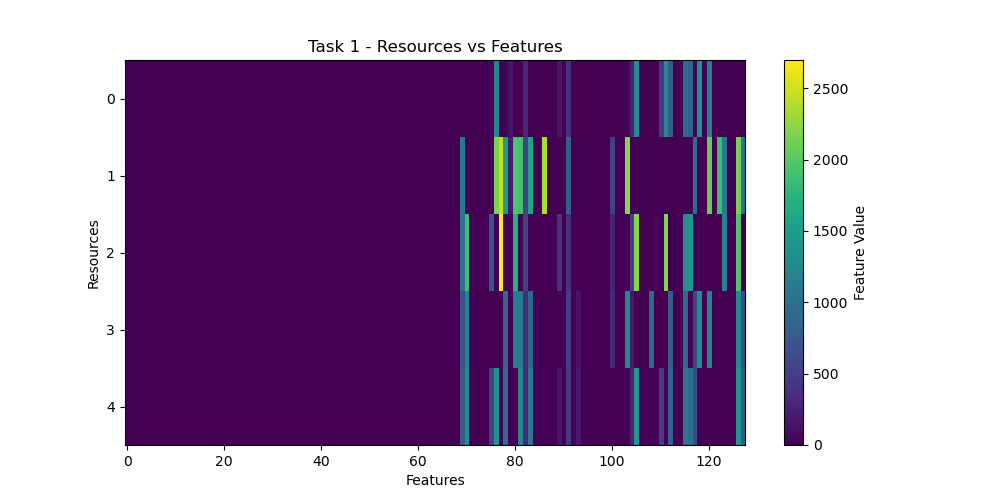 Task 1 - Resources vs Features
Resources
0
1
2
3
4
0 20 40 60 80 100 120
Features
2500
2000
1500
1000
500
0
Feature Value